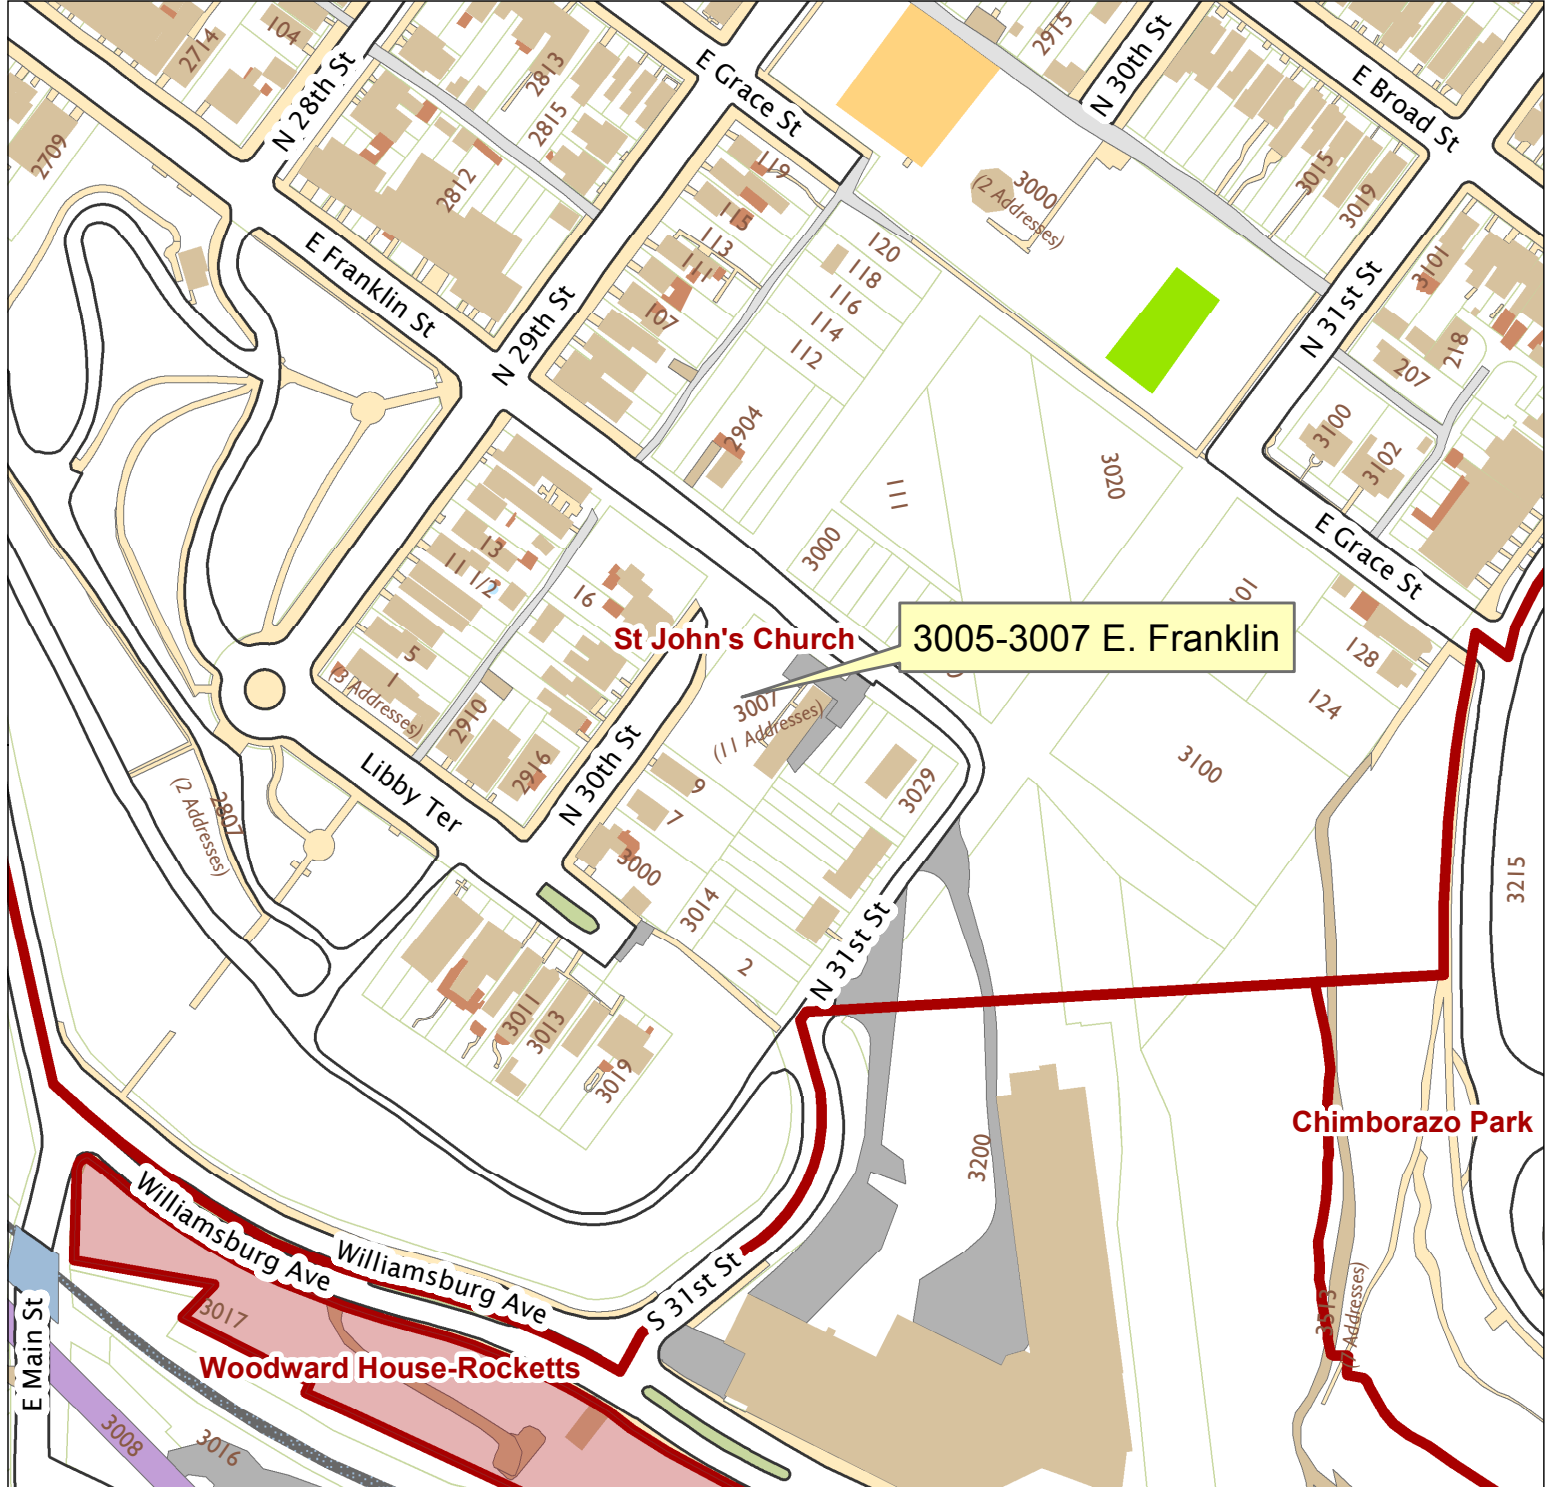 2714
104
N 28th St
2813
2815
E Grace St
2915
N 30th St
E Broad St
2709
2812
119
115
113
111
107
3000
(2 Addresses)
3015
3019
120
118
116
114
112
3101
N 31st St
218
207
E Franklin St
N 29th St
2904
3100
3102
111
3020
3000
E Grace St
13
11 1/2
16
5
1
(3 Addresses)
St John's Church
3005-3007 E. Franklin
101
128
124
3007
(11 Addresses)
2910
2916
N 30th St
Libby Ter
9
7
3000
3029
3100
2807
(2 Addresses)
3014
2
N 31st St
3215
3011
3013
3019
Chimborazo Park
3200
Williamsburg Ave
Williamsburg Ave
S 31st St
3017
Woodward House-Rocketts
E Main St
3008
3016
3513
(7 Addresses)